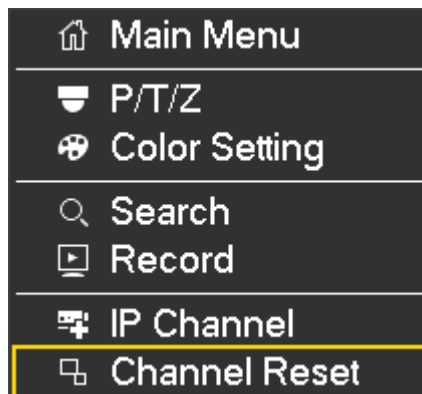 Main Menu
P/T/Z
Color Setting
Search
Record
IP Channel
Channel Reset